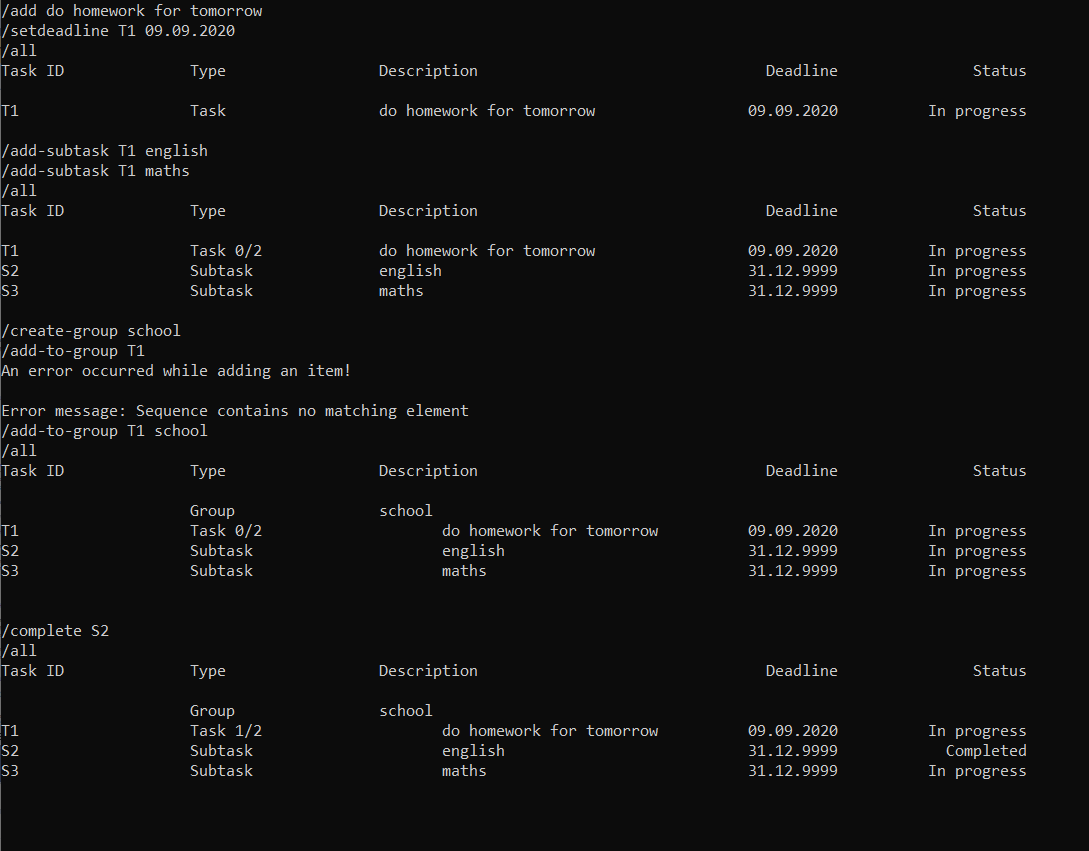 /add do homework for tomorrow
/setdeadline T1 09.09.2020
/all
Task ID Type Description Deadline Status
T1 Task do homework for tomorrow 09.09.2020 In progress
/add-subtask T1 english
/add-subtask T1 maths
/all
Task ID Type Description Deadline Status
T1 Task 0/2 do homework for tomorrow 09.09.2020 In progress
S2 Subtask english 31.12.9999 In progress
S3 Subtask maths 31.12.9999 In progress
/create-group school
/add-to-group T1
An error occurred while adding an item!
Error message: Sequence contains no matching element
/add-to-group T1 school
/all
Task ID Type Description Deadline Status
Group school
T1 Task 0/2 do homework for tomorrow 09.09.2020 In progress
S2 Subtask english 31.12.9999 In progress
S3 Subtask maths 31.12.9999 In progress
/complete S2
/all
Task ID Type Description Deadline Status
Group school
T1 Task 1/2 do homework for tomorrow 09.09.2020 In progress
S2 Subtask english 31.12.9999 Completed
S3 Subtask maths 31.12.9999 In progress